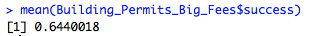 > mean(Building_Permits_Big_Fees$success)
[1] 0.6440018